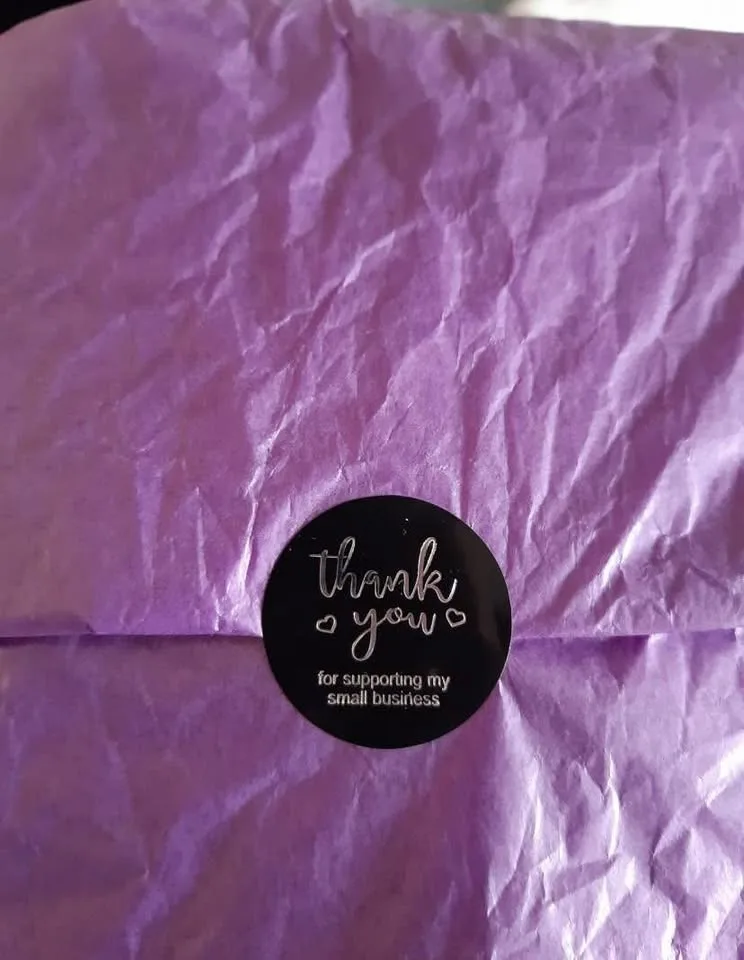 thank
you
for supporting my
small business